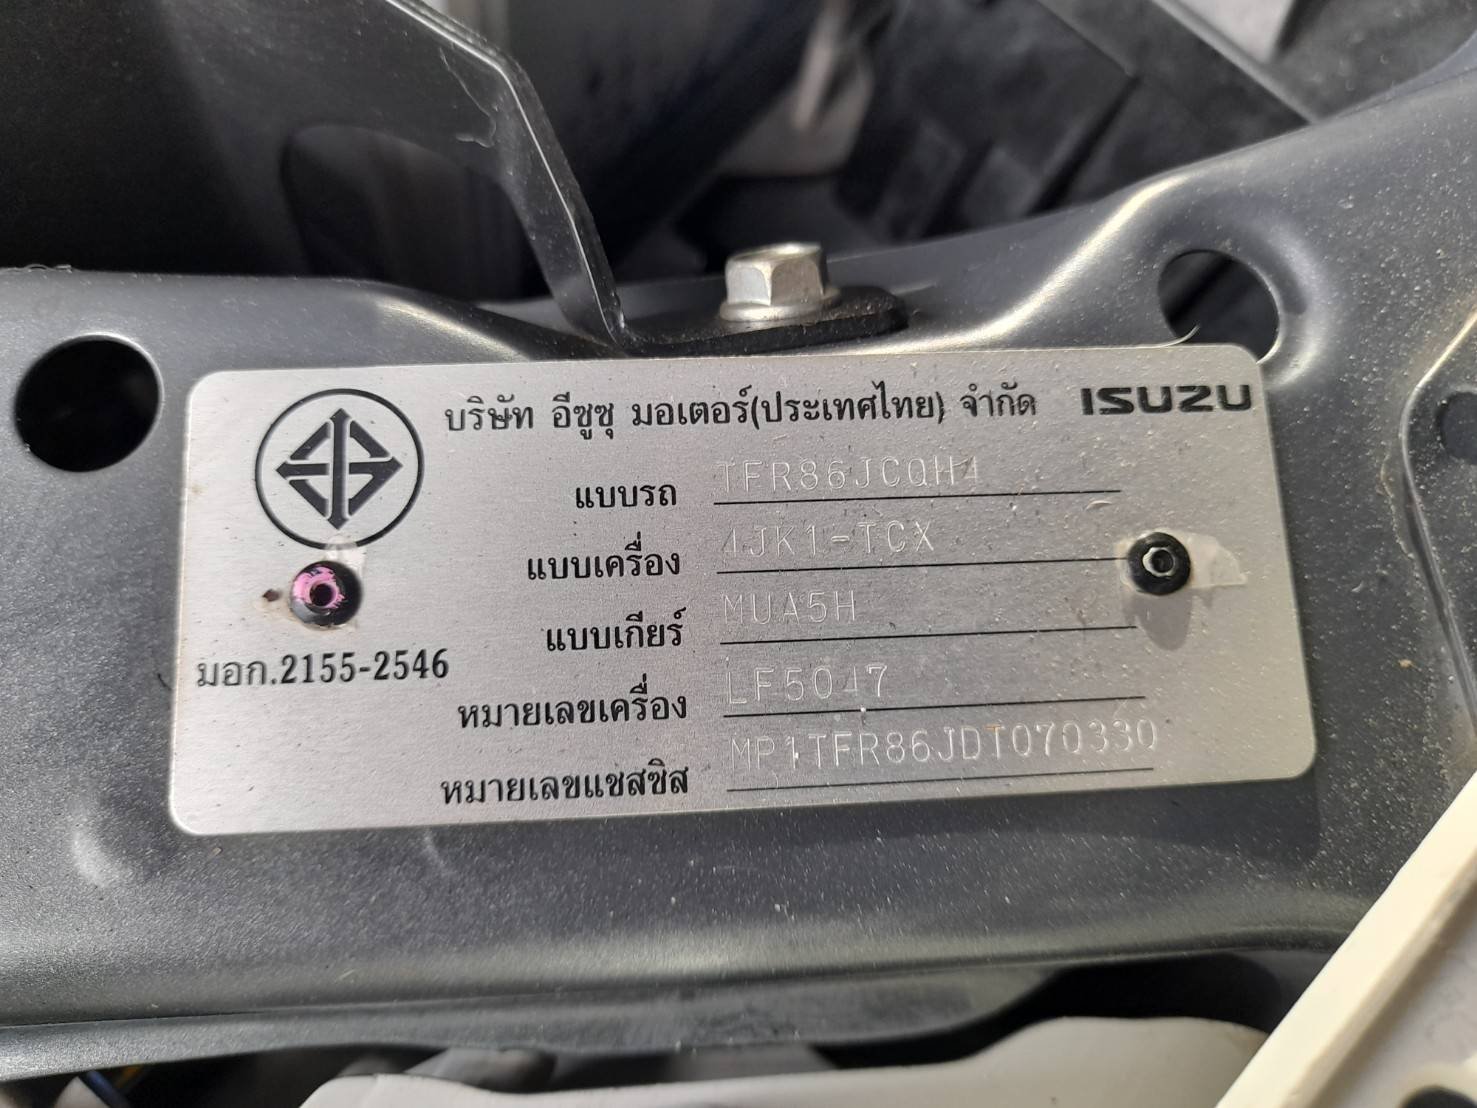 บริษัท อีซูซุ มอเตอร์(ประเทศไทย) จำกัด ISUZU
แบบรถ TFR86JCQH4
แบบเครื่อง 4JK1-TCX
แบบเกียร์ MUA5H
มอก.2155-2546
หมายเลขเครื่อง LF5047
หมายเลขแชสซิส MP1TFR86JDT070330